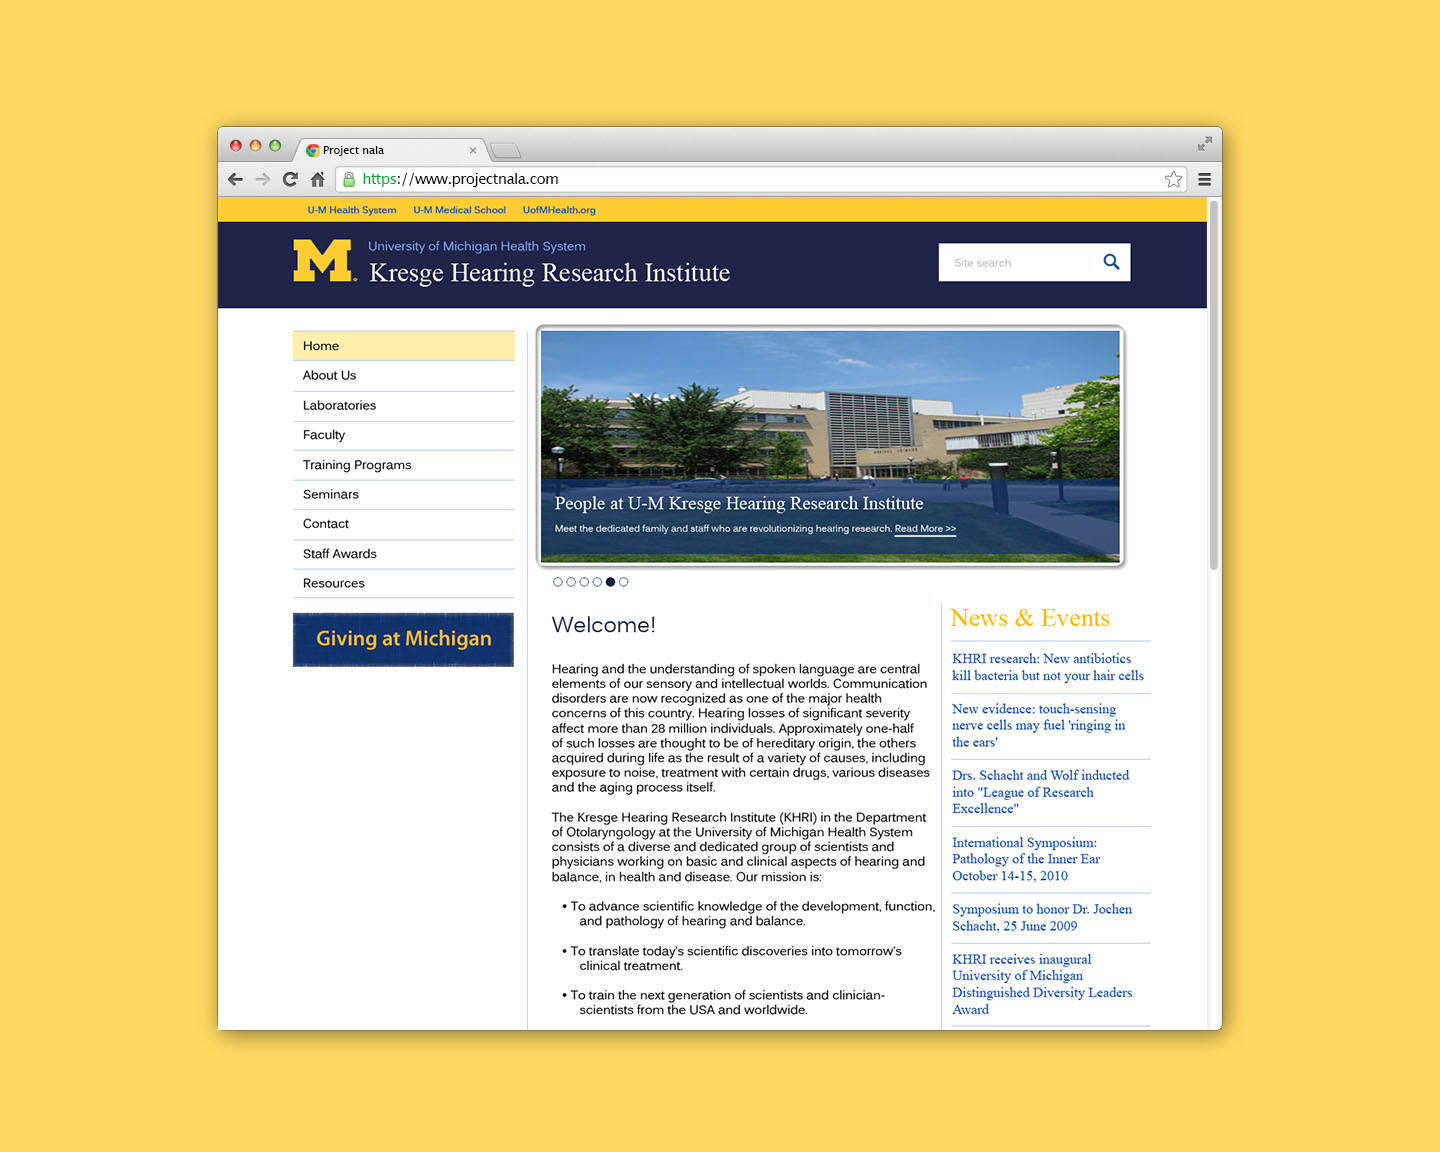 Project nala
https://www.projectnala.com
U-M Health System
U-M Medical School
UofMHealth.org
M
University of Michigan Health System
Kresge Hearing Research Institute
Site search
Home
About Us
Laboratories
Faculty
Training Programs
Seminars
Contact
Staff Awards
Resources
Giving at Michigan
People at U-M Kresge Hearing Research Institute
Meet the dedicated family and staff who are revolutionizing hearing research. Read More >>
Welcome!
Hearing and the understanding of spoken language are central
elements of our sensory and intellectual worlds. Communication
disorders are now recognized as one of the major health
concerns of this country. Hearing losses of significant severity
affect more than 28 million individuals. Approximately one-half
of such losses are thought to be of hereditary origin, the others
acquired during life as the result of a variety of causes, including
exposure to noise, treatment with certain drugs, various diseases
and the aging process itself.
The Kresge Hearing Research Institute (KHRI) in the Department
of Otolaryngology at the University of Michigan Health System
consists of a diverse and dedicated group of scientists and
physicians working on basic and clinical aspects of hearing and
balance, in health and disease. Our mission is:
• To advance scientific knowledge of the development, function,
and pathology of hearing and balance.
• To translate today's scientific discoveries into tomorrow's
clinical treatment.
• To train the next generation of scientists and clinician-
scientists from the USA and worldwide.
News & Events
KHRI research: New antibiotics
kill bacteria but not your hair cells
New evidence: touch-sensing
nerve cells may fuel 'ringing in
the ears'
Drs. Schacht and Wolf inducted
into "League of Research
Excellence"
International Symposium:
Pathology of the Inner Ear
October 14-15, 2010
Symposium to honor Dr. Jochen
Schacht, 25 June 2009
KHRI receives inaugural
University of Michigan
Distinguished Diversity Leaders
Award